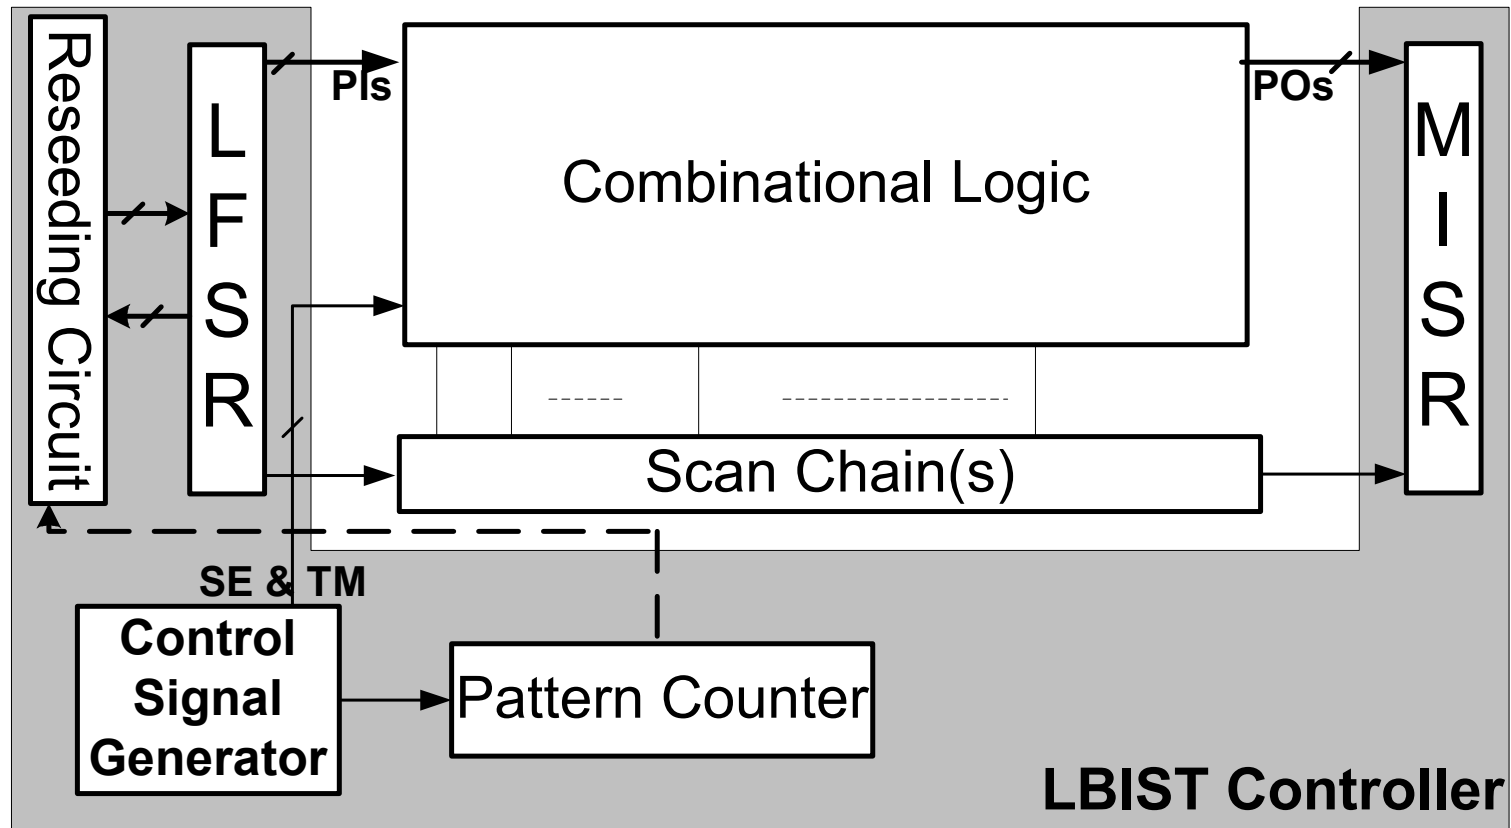 Reseeding Circuit
L
F
S
R
PIs
Combinational Logic
POs
M
I
S
R
Scan Chain(s)
SE & TM
Control
Signal
Generator
Pattern Counter
LBIST Controller